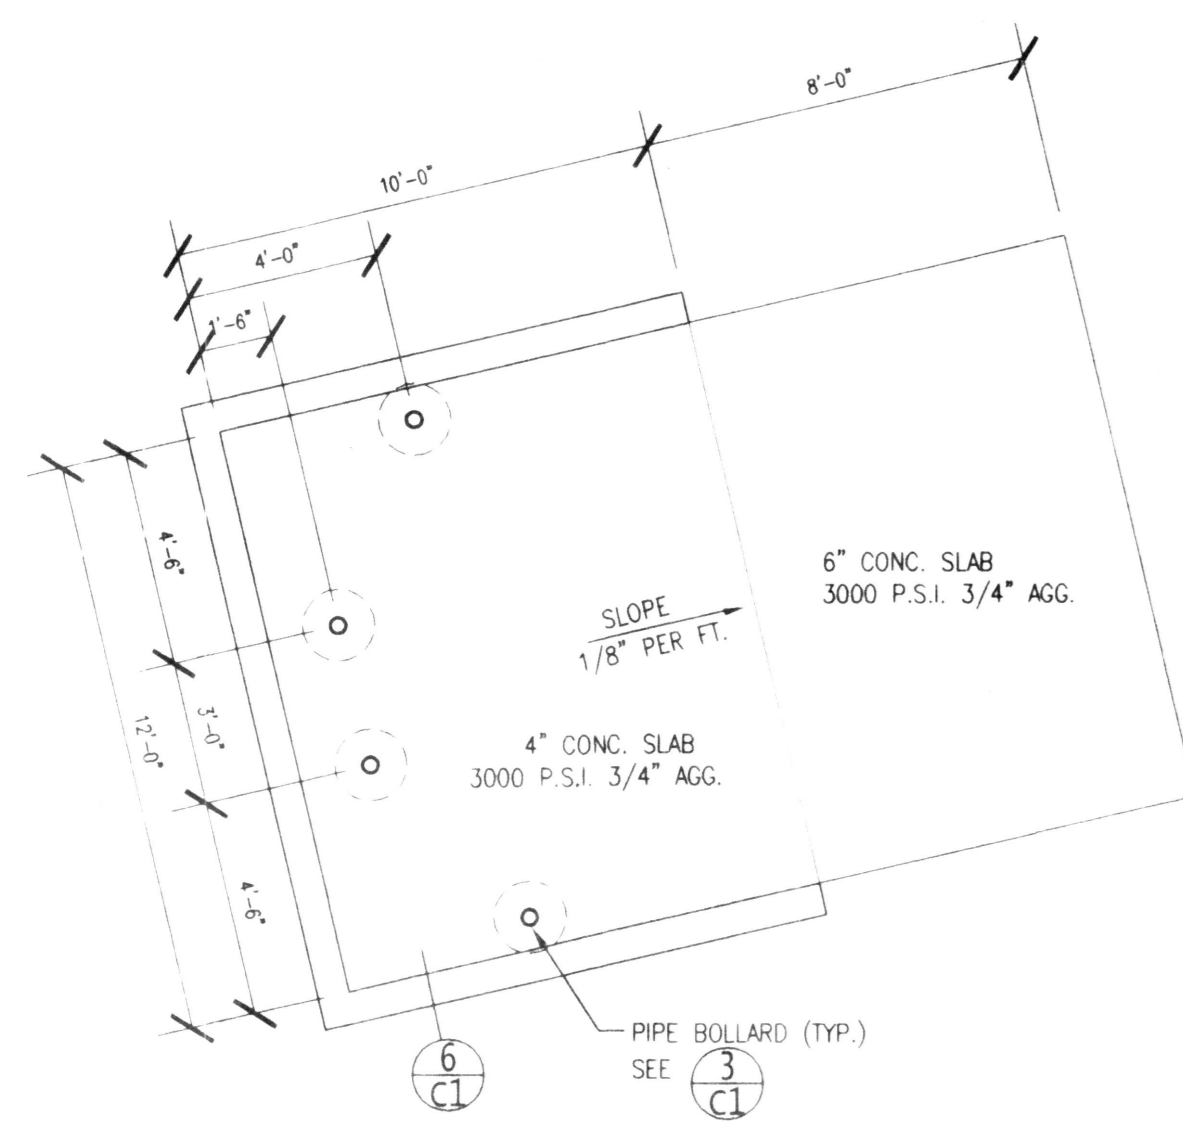 8'-0"
10'-0"
4'-0"
1'-6"
4'-6"
3'-0"
12'-0"
4'-6"
6" CONC. SLAB
3000 P.S.I. 3/4" AGG.
SLOPE
1/8" PER FT.
4" CONC. SLAB
3000 P.S.I. 3/4" AGG.
PIPE BOLLARD (TYP.)
SEE 3
C1
6
C1